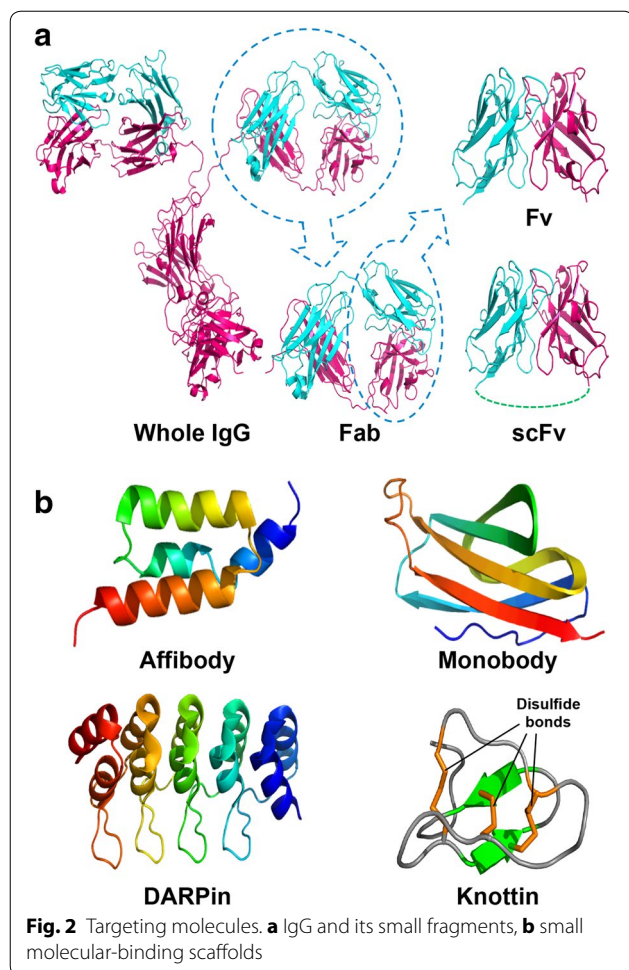 a
Fv
Whole IgG
Fab
scFv
b
Affibody
Monobody
Disulfide
bonds
DARPin
Knottin
Fig. 2 Targeting molecules. a IgG and its small fragments, b small
molecular-binding scaffolds